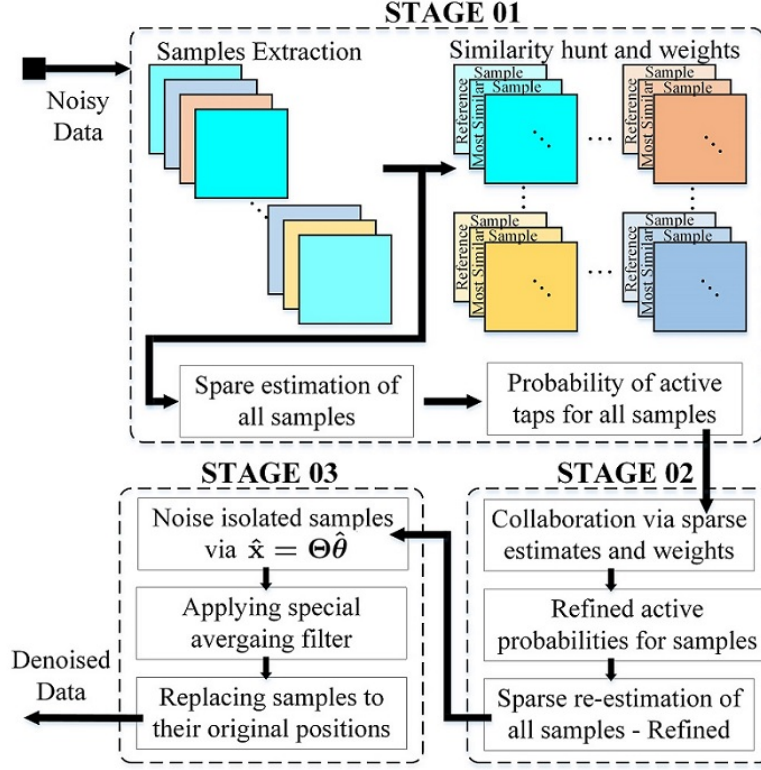 STAGE 01
Samples Extraction
Similarity hunt and weights
Noisy
Data
Sample
Sample
Reference
Most Similar
Sample
Sample
Reference
Most Similar
Sample
Sample
Reference
Most Similar
Sample
Sample
Reference
Most Similar
Spare estimation of
all samples
Probability of active
taps for all samples
STAGE 03
STAGE 02
Noise isolated samples
via x̂ = Θθ̂
Applying special
avergaing filter
Replacing samples to
their original positions
Denoised
Data
Collaboration via sparse
estimates and weights
Refined active
probabilities for samples
Sparse re-estimation of
all samples - Refined